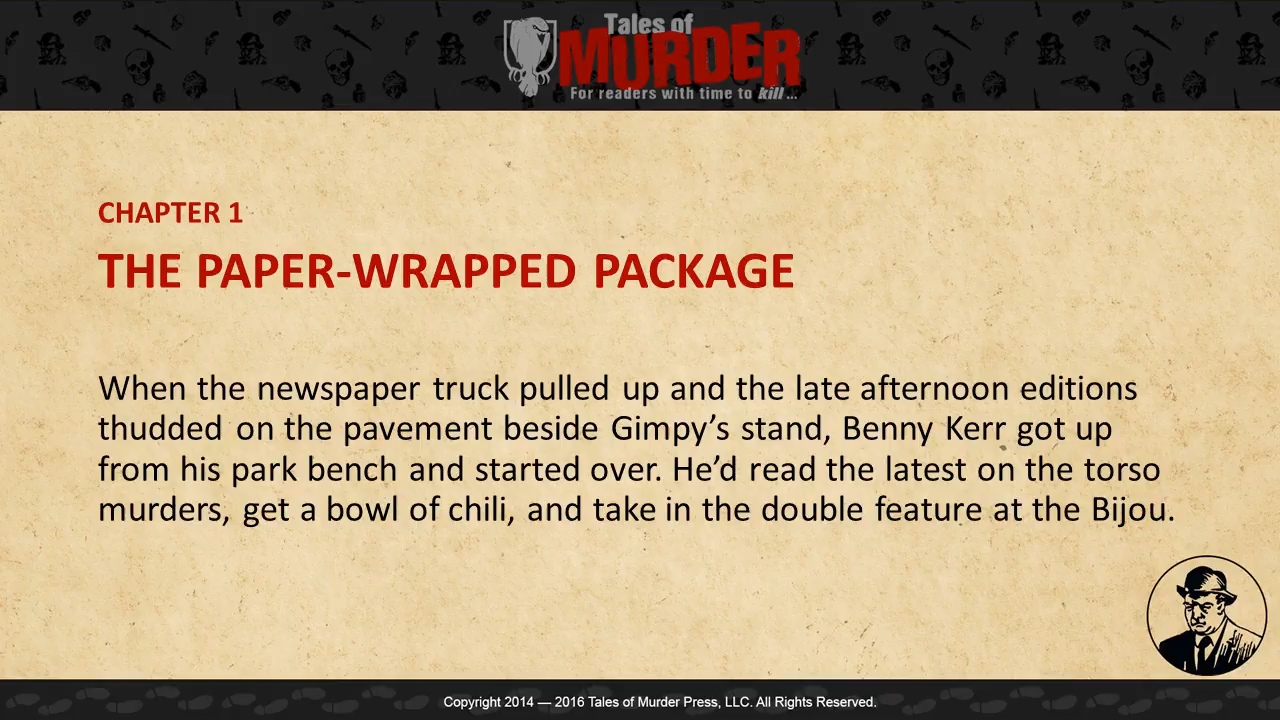 Tales of
MURDER
For readers with time to kill...
CHAPTER 1
THE PAPER-WRAPPED PACKAGE
When the newspaper truck pulled up and the late afternoon editions
thudded on the pavement beside Gimpy’s stand, Benny Kerr got up
from his park bench and started over. He’d read the latest on the torso
murders, get a bowl of chili, and take in the double feature at the Bijou.
Copyright 2014 — 2016 Tales of Murder Press, LLC. All Rights Reserved.